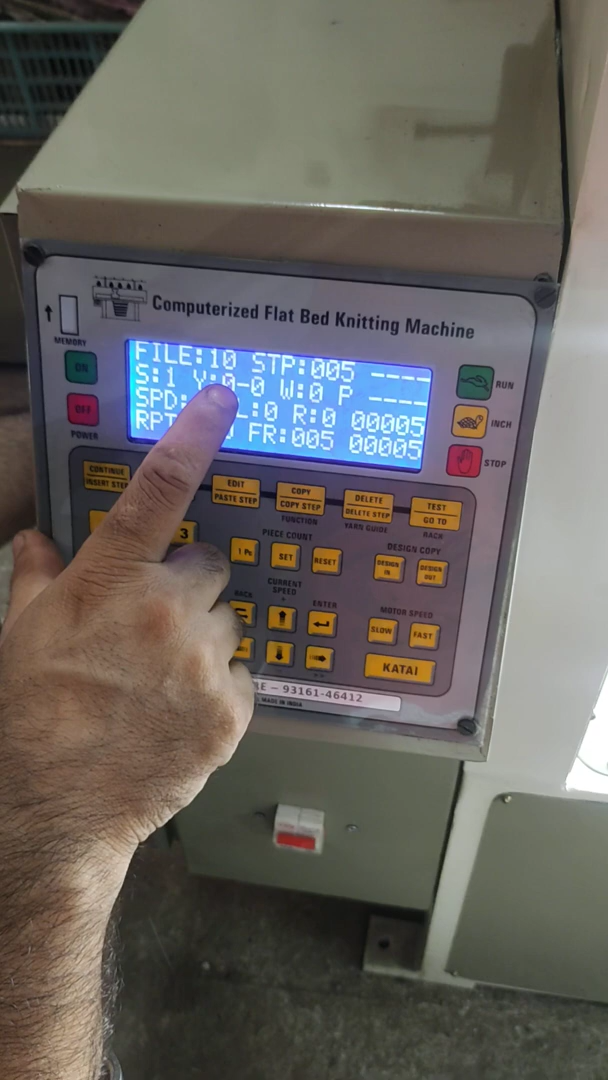 Computerized Flat Bed Knitting Machine
MEMORY
ON
OFF
POWER
FILE:10 STP:005 ----
S:1 Y:0-0 W:0 P ----
SPD: L:0 R:0 00005
RPT FR:005 00005
RUN
INCH
STOP
CONTINUE
INSERT STEP
EDIT
PASTE STEP
COPY
COPY STEP
DELETE
DELETE STEP
TEST
GO TO
FUNCTION
YARN GUIDE
BACK
3
PIECE COUNT
1 Pc
SET
RESET
DESIGN COPY
DESIGN IN
DESIGN OUT
CURRENT SPEED
BACK
ENTER
MOTOR SPEED
SLOW
FAST
KATAI
93161-46412
MADE IN INDIA